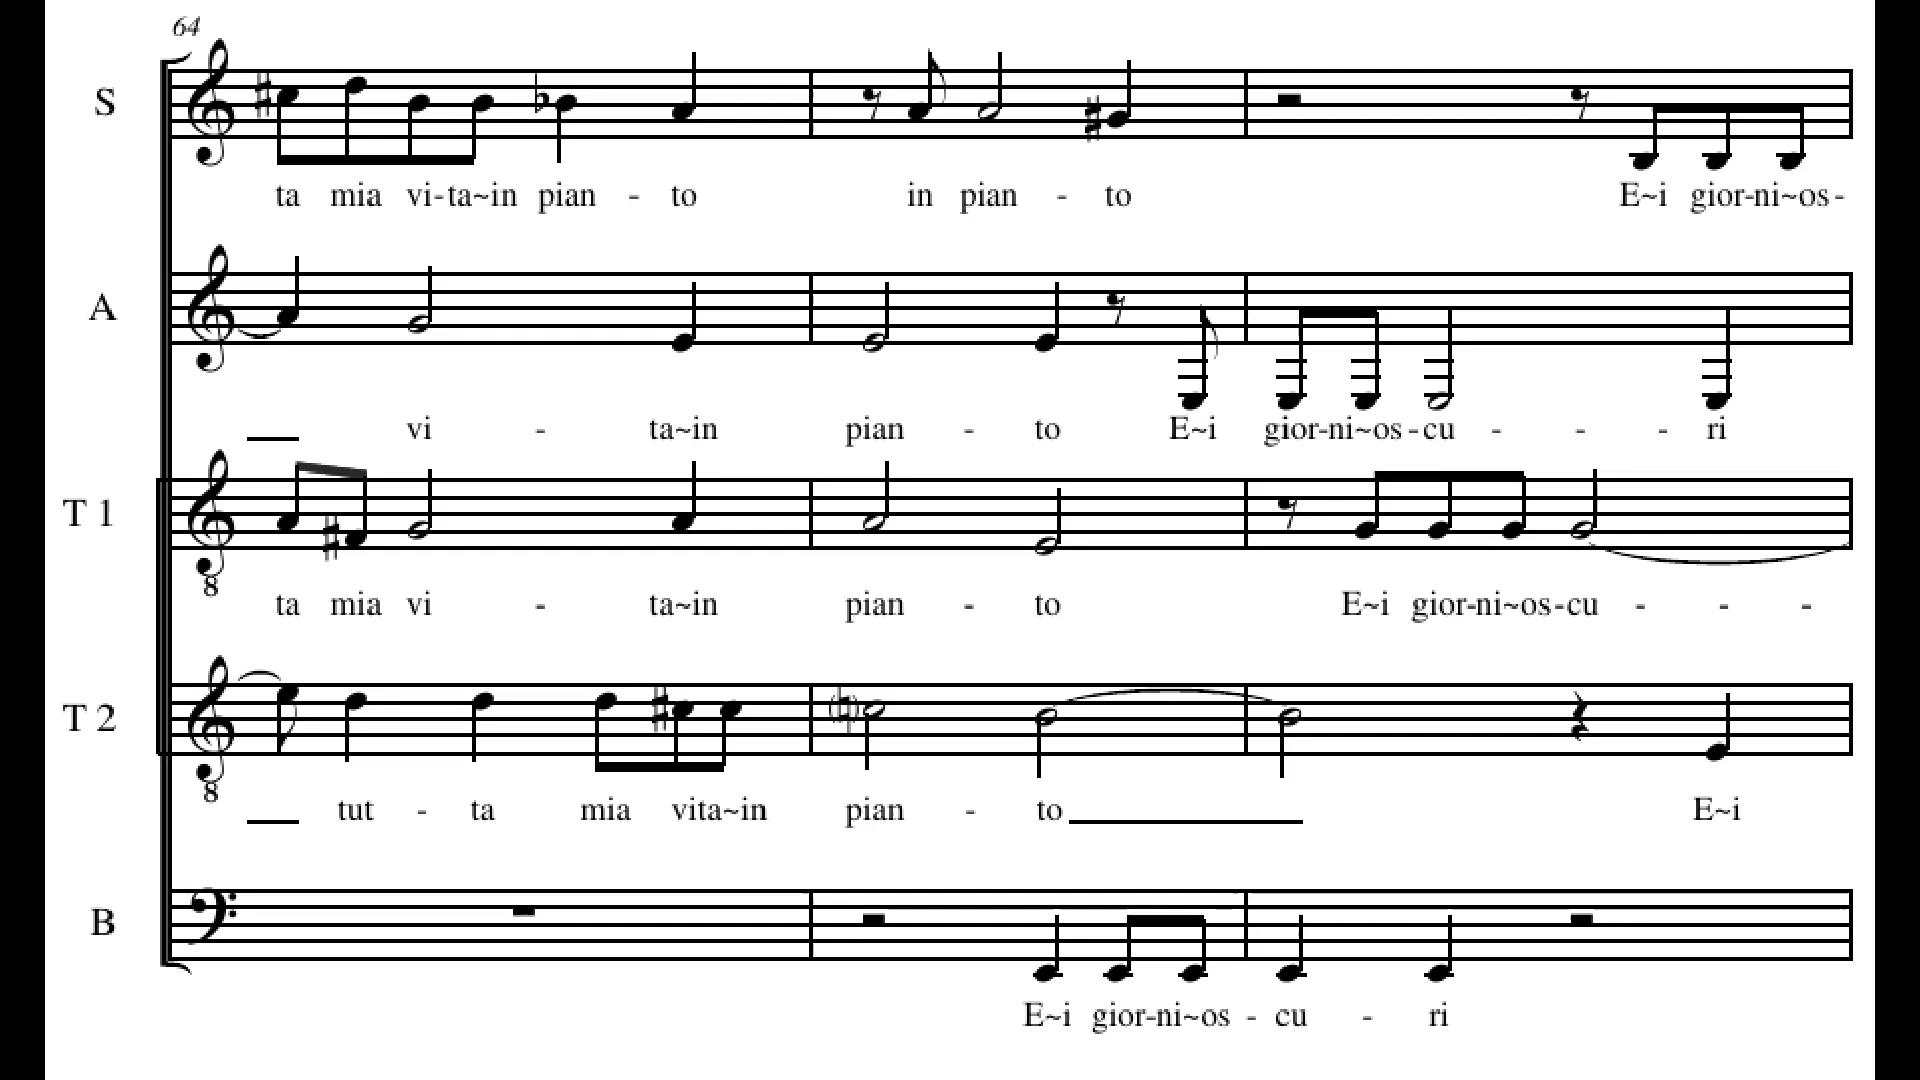 64
S
ta mia vi-ta~in pian - to in pian - to E~i gior-ni~os-
A
vi - ta~in pian - to E~i gior-ni~os-cu - - - ri
T 1
8
ta mia vi - ta~in pian - to E~i gior-ni~os-cu - - -
T 2
8
tut - ta mia vita~in pian - to E~i
B
E~i gior-ni~os - cu - ri